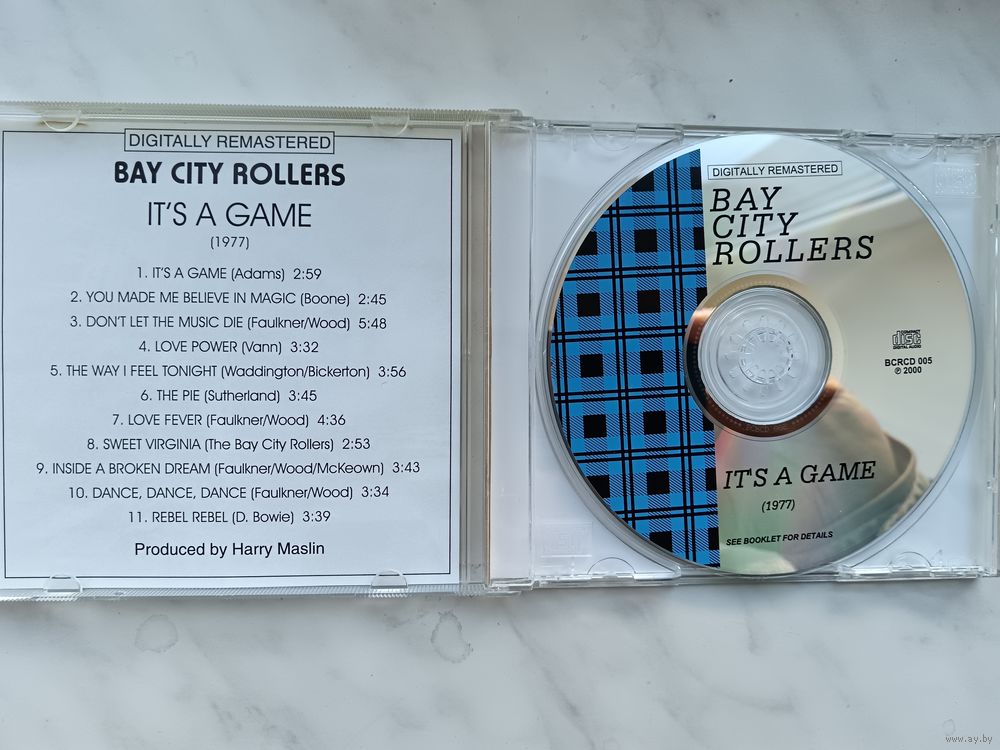 DIGITALLY REMASTERED
BAY CITY ROLLERS
IT'S A GAME
(1977)
1. IT'S A GAME (Adams) 2:59
2. YOU MADE ME BELIEVE IN MAGIC (Boone) 2:45
3. DON'T LET THE MUSIC DIE (Faulkner/Wood) 5:48
4. LOVE POWER (Vann) 3:32
5. THE WAY I FEEL TONIGHT (Waddington/Bickerton) 3:56
6. THE PIE (Sutherland) 3:45
7. LOVE FEVER (Faulkner/Wood) 4:36
8. SWEET VIRGINIA (The Bay City Rollers) 2:53
9. INSIDE A BROKEN DREAM (Faulkner/Wood/McKeown) 3:43
10. DANCE, DANCE, DANCE (Faulkner/Wood) 3:34
11. REBEL REBEL (D. Bowie) 3:39
Produced by Harry Maslin
DIGITALLY REMASTERED
BAY
CITY
ROLLERS
COMPACT
disc
DIGITAL AUDIO
BCRCD 005
℗ 2000
IT'S A GAME
(1977)
SEE BOOKLET FOR DETAILS
www.ay.by